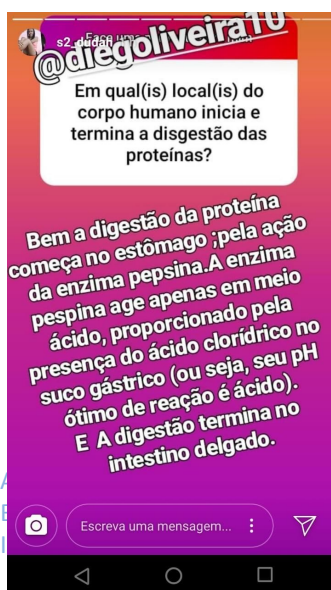 s2_dudah_
@diegoliveira10
Em qual(is) local(is) do
corpo humano inicia e
termina a disgestão das
proteínas?
Bem a digestão da proteína
começa no estômago ;pela ação
da enzima pepsina.A enzima
pespina age apenas em meio
ácido, proporcionado pela
presença do ácido clorídrico no
suco gástrico (ou seja, seu pH
ótimo de reação é ácido).
E A digestão termina no
intestino delgado.
Escreva uma mensagem...